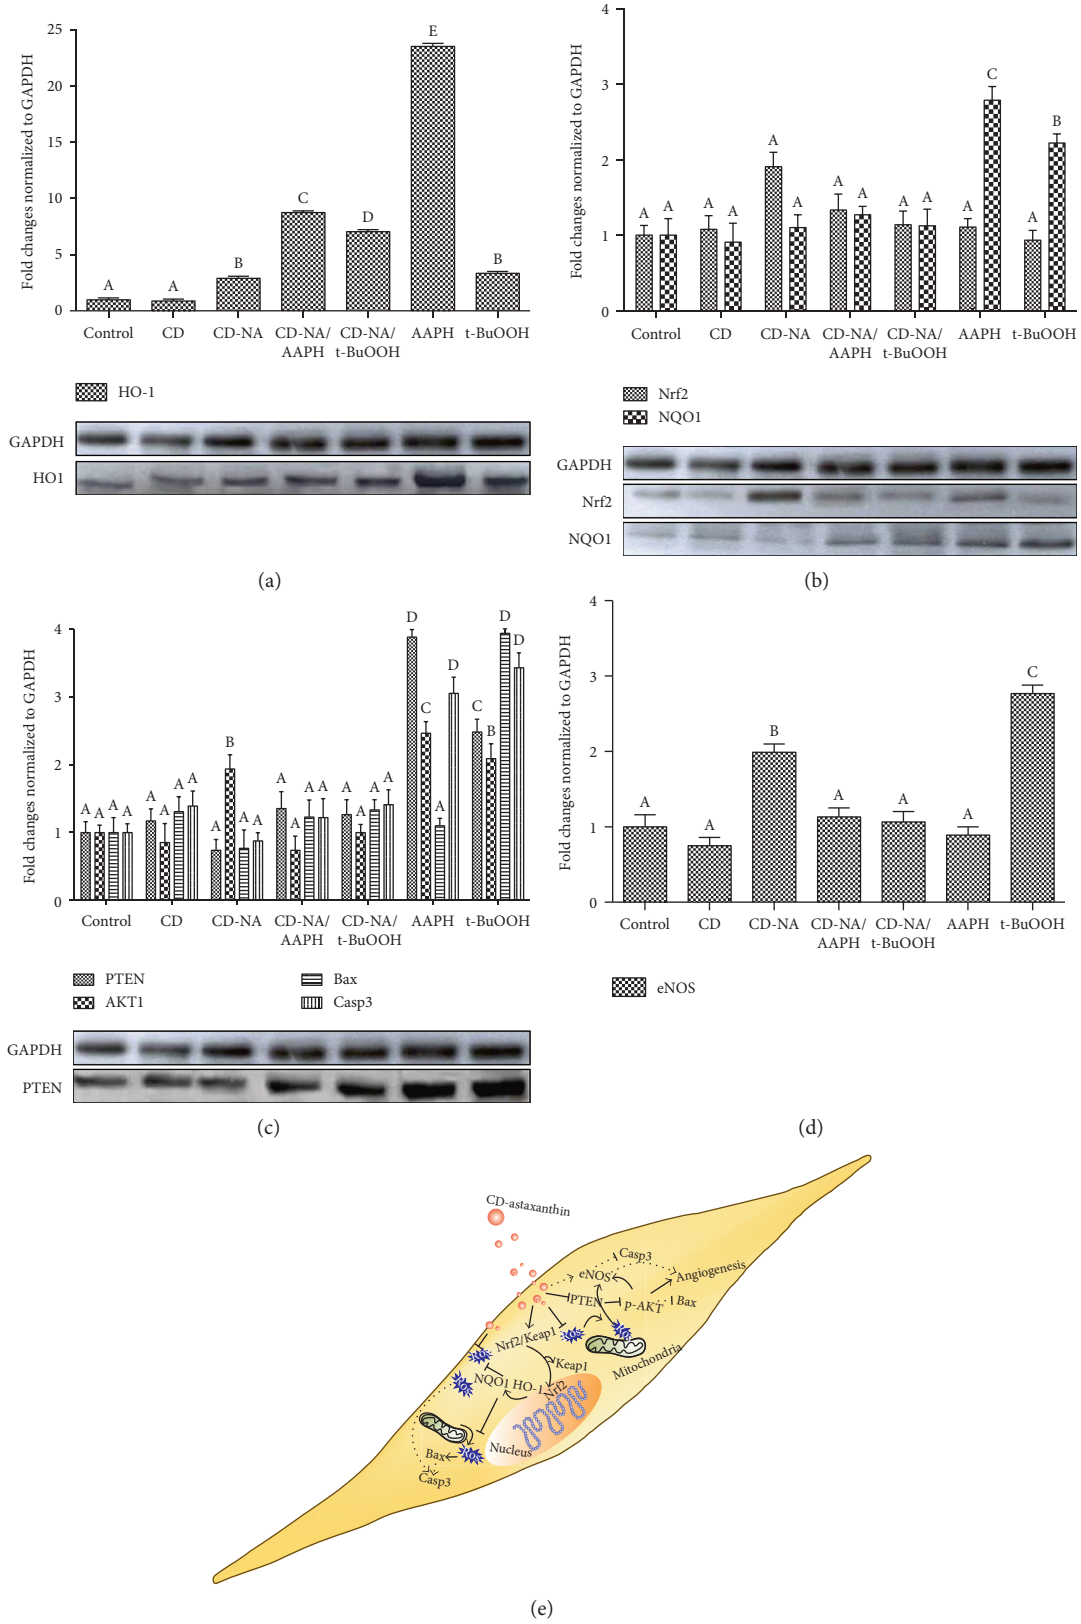 Fold changes normalized to GAPDH
25
20
15
10
5
0
A
A
B
C
D
E
B
Control
CD
CD-NA
CD-NA/
AAPH
CD-NA/
t-BuOOH
AAPH
t-BuOOH
HO-1
GAPDH
HO1
(a)
Fold changes normalized to GAPDH
4
3
2
1
0
A
A
A
A
A
A
A
A
A
A
A
C
A
B
Control
CD
CD-NA
CD-NA/
AAPH
CD-NA/
t-BuOOH
AAPH
t-BuOOH
Nrf2
NQO1
GAPDH
Nrf2
NQO1
(b)
Fold changes normalized to GAPDH
4
3
2
1
0
A
A
A
A
A
A
A
A
A
B
A
A
A
A
A
A
A
A
A
A
D
C
A
D
C
B
D
D
Control
CD
CD-NA
CD-NA/
AAPH
CD-NA/
t-BuOOH
AAPH
t-BuOOH
PTEN
AKT1
Bax
Casp3
GAPDH
PTEN
(c)
Fold changes normalized to GAPDH
4
3
2
1
0
A
A
B
A
A
A
C
Control
CD
CD-NA
CD-NA/
AAPH
CD-NA/
t-BuOOH
AAPH
t-BuOOH
eNOS
(d)
CD-astaxanthin
Casp3
eNOS
Angiogenesis
PTEN
p-AKT
Bax
Nrf2/Keap1
Keap1
Mitochondria
NQO1 HO-1
Nrf2
Nucleus
Bax
Casp3
(e)